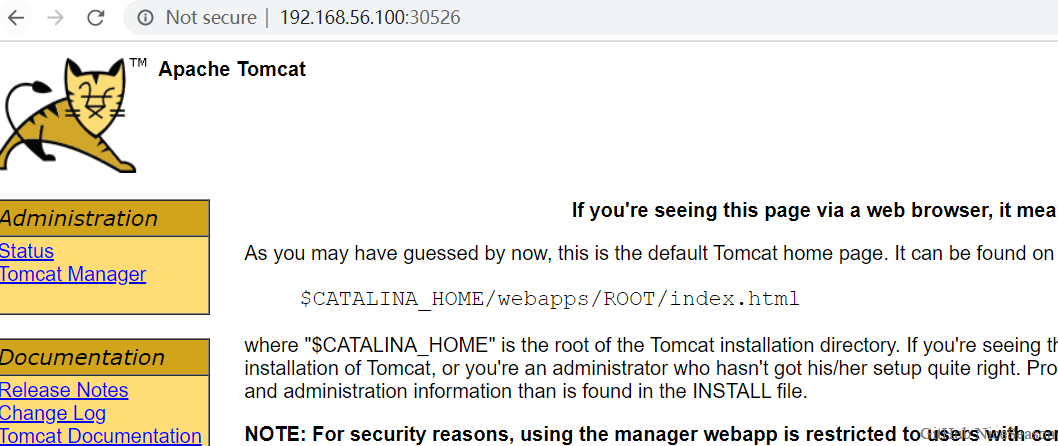 Not secure | 192.168.56.100:30526
TM
Apache Tomcat
Administration
Status
Tomcat Manager
Documentation
Release Notes
Change Log
Tomcat Documentation
If you're seeing this page via a web browser, it mea
As you may have guessed by now, this is the default Tomcat home page. It can be found on
$CATALINA_HOME/webapps/ROOT/index.html
where "$CATALINA_HOME" is the root of the Tomcat installation directory. If you're seeing th
installation of Tomcat, or you're an administrator who hasn't got his/her setup quite right. Pro
and administration information than is found in the INSTALL file.
NOTE: For security reasons, using the manager webapp is restricted to users with